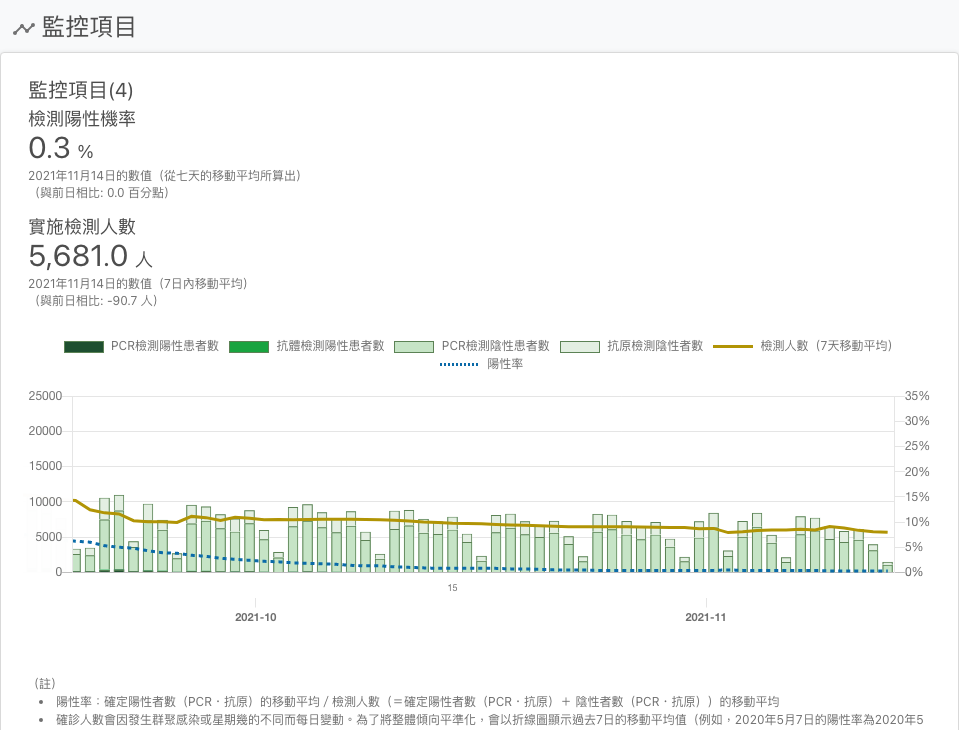 監控項目
監控項目(4)
檢測陽性機率
0.3 %
2021年11月14日的數值（從七天的移動平均所算出）
（與前日相比: 0.0 百分點）
實施檢測人數
5,681.0 人
2021年11月14日的數值（7日內移動平均）
（與前日相比: -90.7 人）
PCR檢測陽性患者數 抗體檢測陽性患者數 PCR檢測陰性患者數 抗原檢測陰性者數 檢測人數（7天移動平均）
陽性率
25000 35%
20000 30%
25%
15000 20%
10000 15%
10%
5000 5%
0 0%
15
2021-10 2021-11
（註）
• 陽性率：確定陽性者數（PCR・抗原）的移動平均 / 檢測人數（＝確定陽性者數（PCR・抗原）＋ 陰性者數（PCR・抗原））的移動平均
• 確診人數會因發生群聚感染或星期幾的不同而每日變動。為了將整體傾向平準化，會以折線圖顯示過去7日的移動平均值（例如，2020年5月7日的陽性率為2020年5